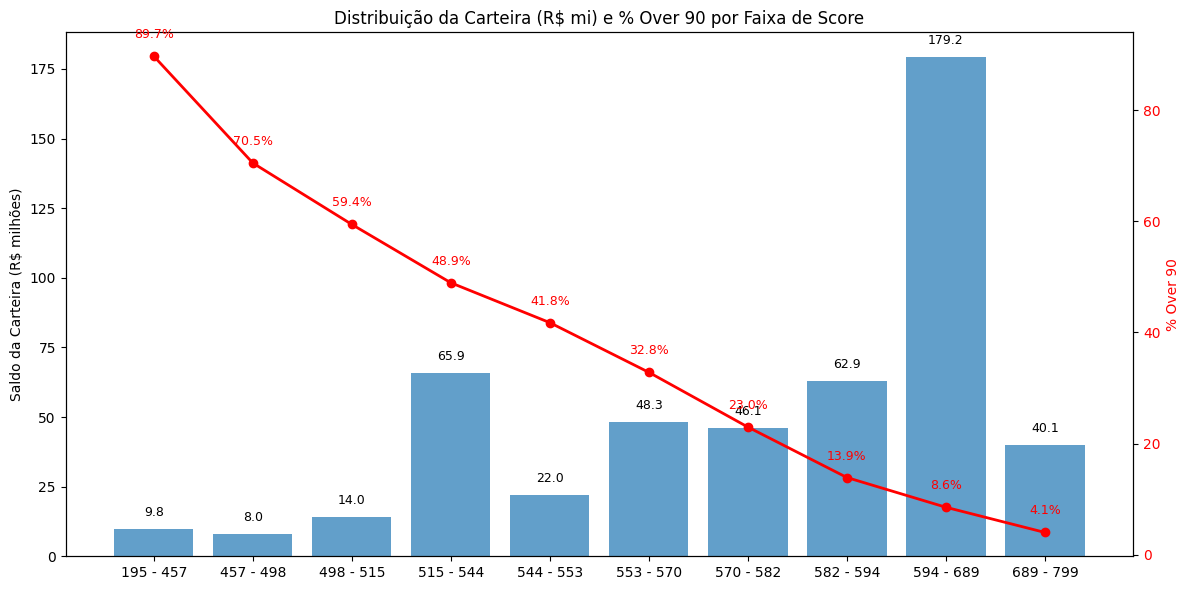 Distribuição da Carteira (R$ mi) e % Over 90 por Faixa de Score
Saldo da Carteira (R$ milhões)
175
150
125
100
75
50
25
0
89.7%
70.5%
59.4%
48.9%
41.8%
32.8%
23.0%
13.9%
8.6%
4.1%
9.8
8.0
14.0
65.9
22.0
48.3
46.1
62.9
179.2
40.1
80
60
40
20
0
% Over 90
195 - 457
457 - 498
498 - 515
515 - 544
544 - 553
553 - 570
570 - 582
582 - 594
594 - 689
689 - 799